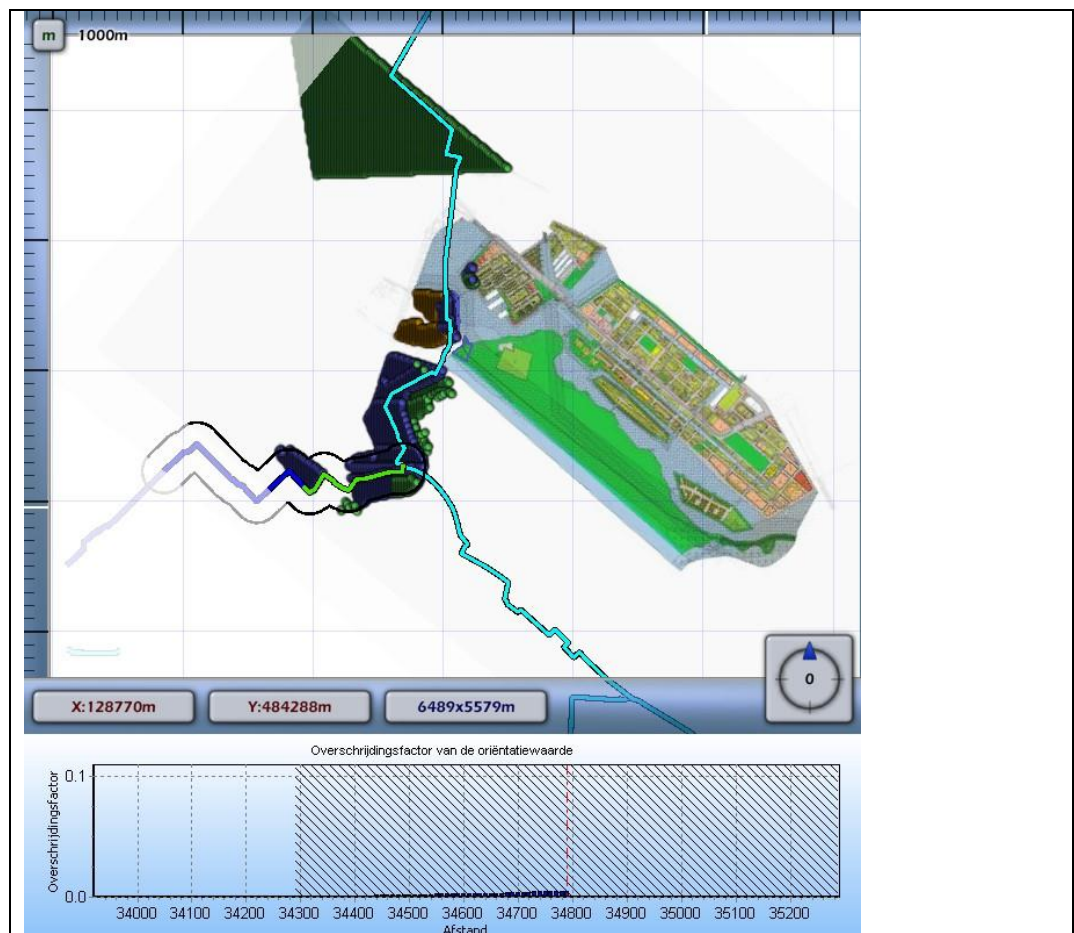 m 1000m
0
X:128770m Y:484288m 6489x5579m
Overschrijdingsfactor van de oriëntatiewaarde
Overschrijdingsfactor
0.1
0.0
34000 34100 34200 34300 34400 34500 34600 34700 34800 34900 35000 35100 35200
Afstand